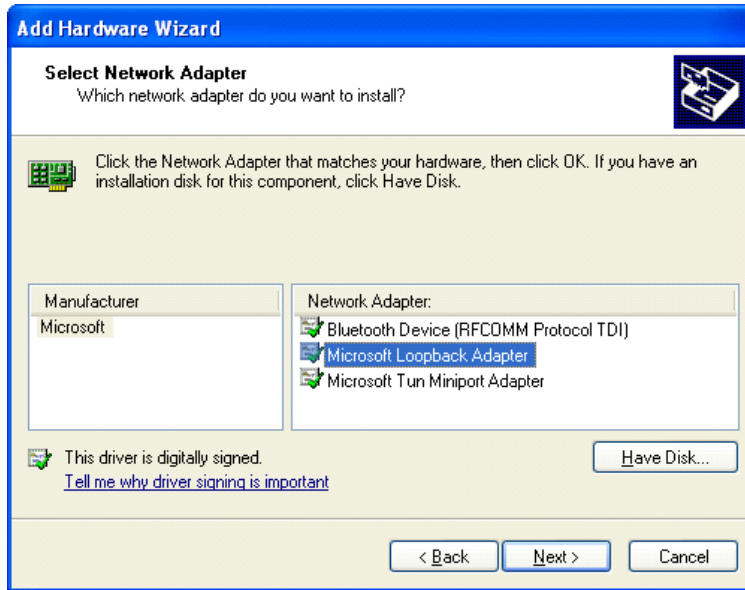 Add Hardware Wizard
Select Network Adapter
Which network adapter do you want to install?
Click the Network Adapter that matches your hardware, then click OK. If you have an
installation disk for this component, click Have Disk.
Manufacturer
Microsoft
Network Adapter:
Bluetooth Device (RFCOMM Protocol TDI)
Microsoft Loopback Adapter
Microsoft Tun Miniport Adapter
This driver is digitally signed.
Tell me why driver signing is important
Have Disk...
< Back
Next >
Cancel